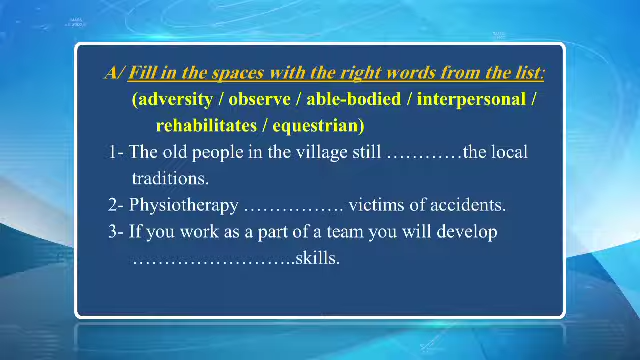 A/ Fill in the spaces with the right words from the list:
(adversity / observe / able-bodied / interpersonal /
rehabilitates / equestrian)
1- The old people in the village still …………the local
traditions.
2- Physiotherapy ……………. victims of accidents.
3- If you work as a part of a team you will develop
……………………..skills.